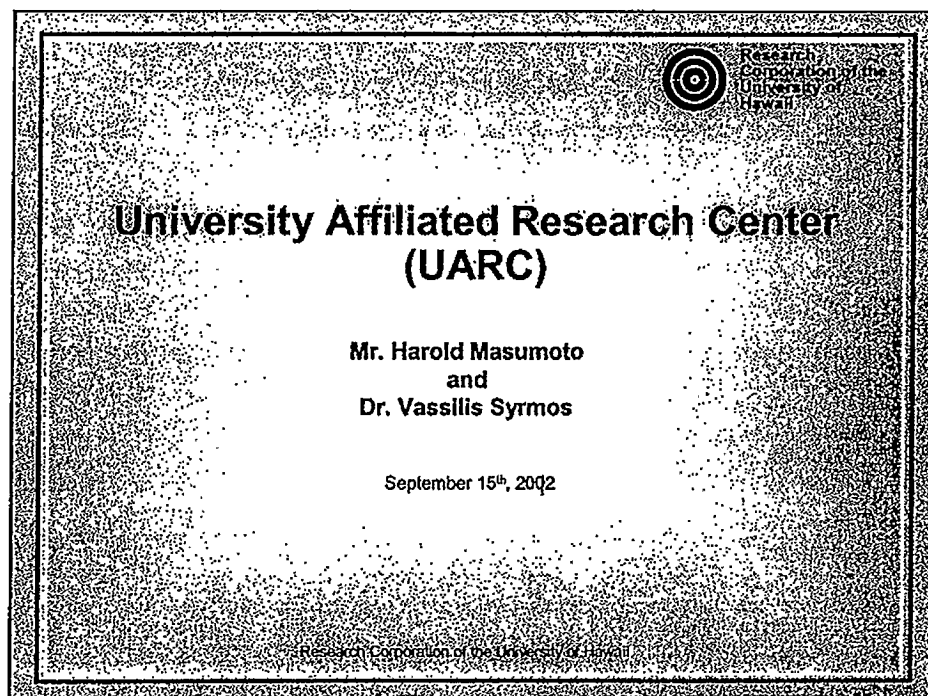 Research
Corporation of the
University of
Hawaii
University Affiliated Research Center
(UARC)
Mr. Harold Masumoto
and
Dr. Vassilis Syrmos
September 15th, 2002
Research Corporation of the University of Hawaii